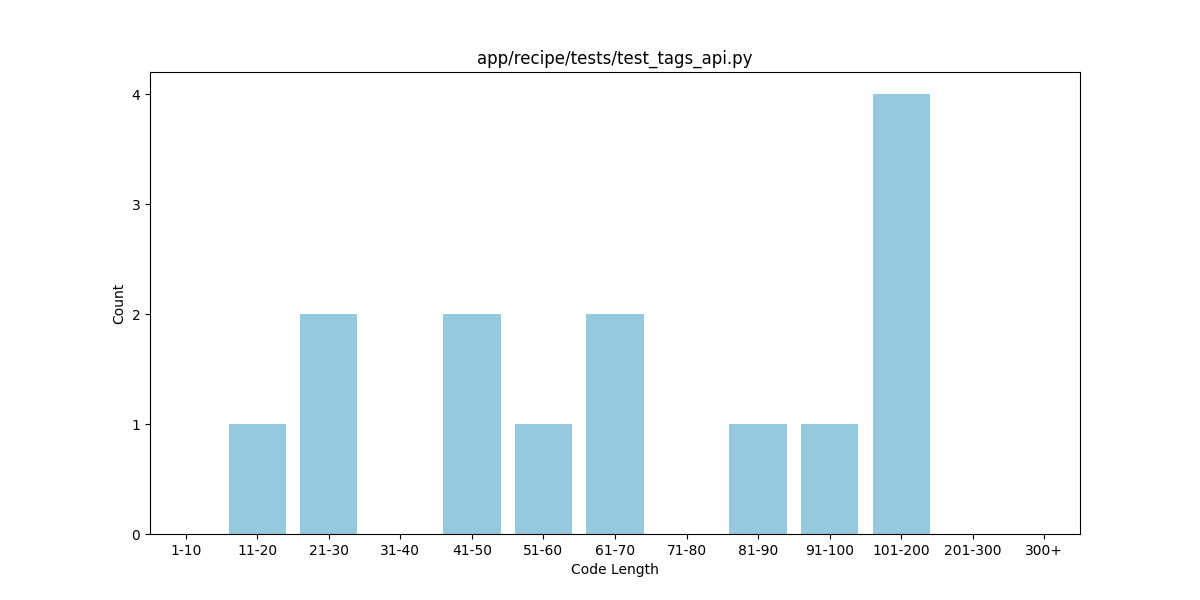 app/recipe/tests/test_tags_api.py
4
3
2
1
0
Count
1-10 11-20 21-30 31-40 41-50 51-60 61-70 71-80 81-90 91-100 101-200 201-300 300+
Code Length